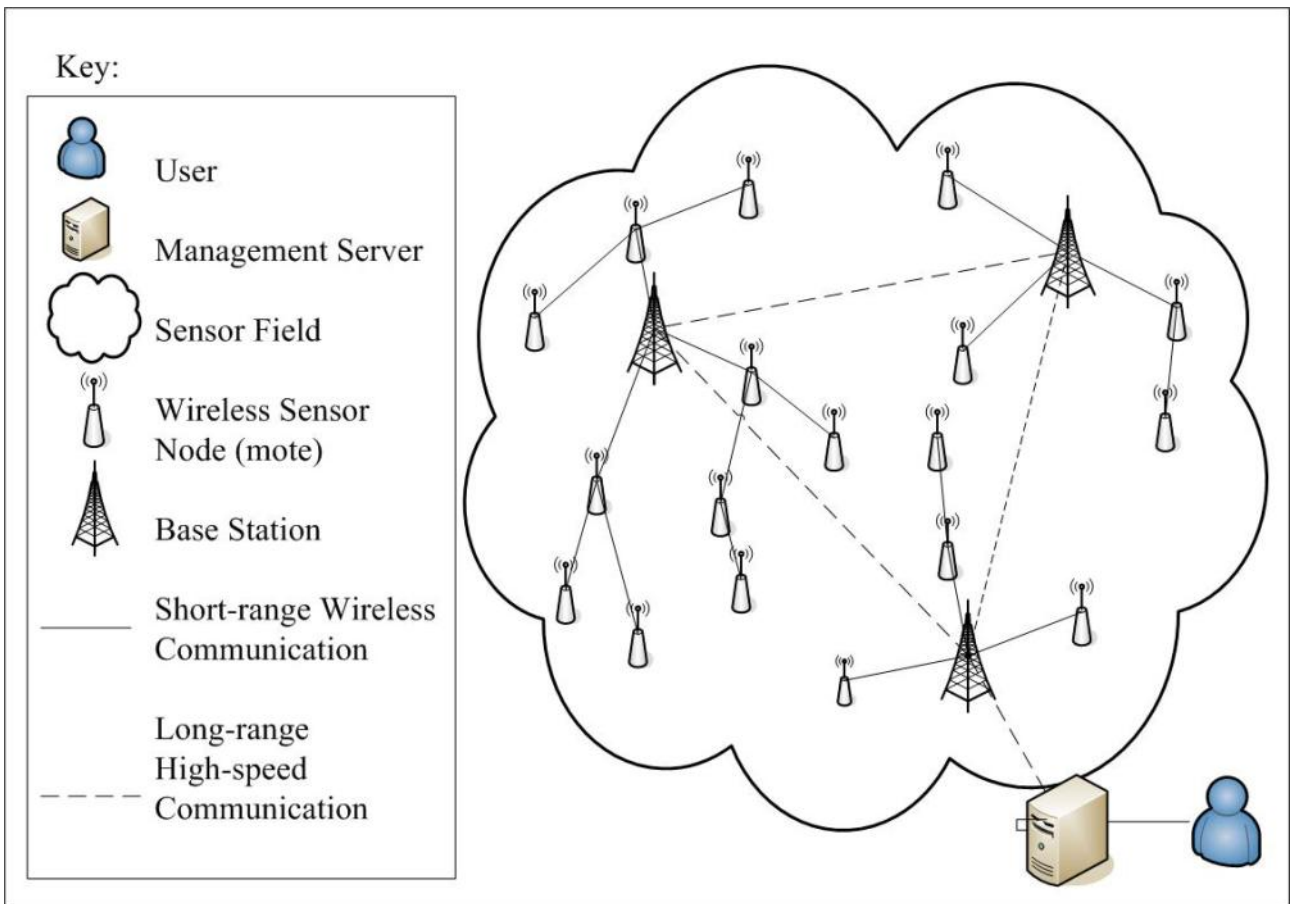 Key:
User
Management Server
Sensor Field
Wireless Sensor
Node (mote)
Base Station
Short-range Wireless
Communication
Long-range
High-speed
Communication